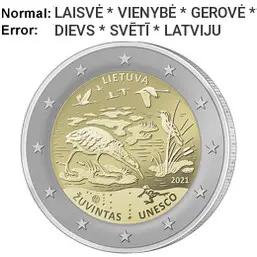 Normal: LAISVĖ * VIENYBĖ * GEROVĖ *
Error: DIEVS * SVĒTĪ * LATVIJU
LIETUVA
LT
2021
ŽUVINTAS UNESCO